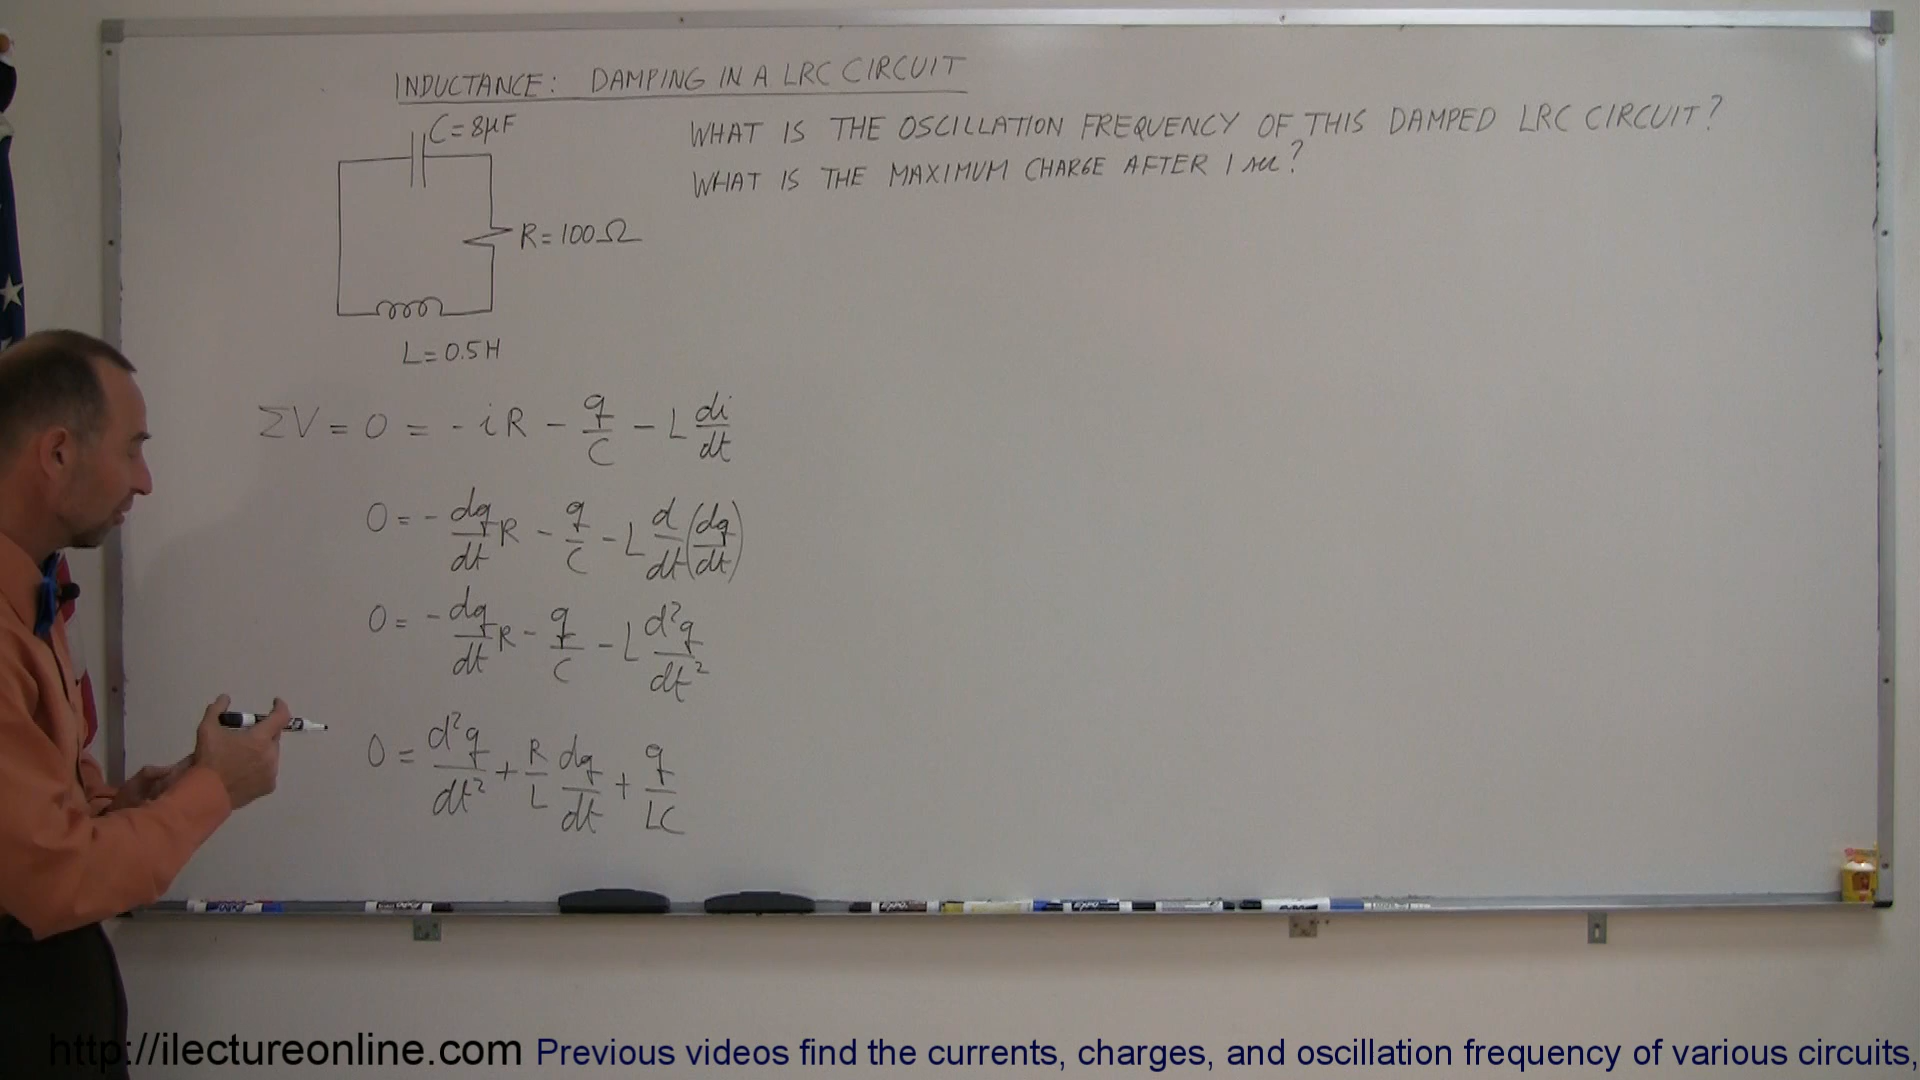 INDUCTANCE: DAMPING IN A LRC CIRCUIT
C=8μF
WHAT IS THE OSCILLATION FREQUENCY OF THIS DAMPED LRC CIRCUIT?
WHAT IS THE MAXIMUM CHARGE AFTER 1 sec?
R=100Ω
L=0.5H
ΣV = 0 = - iR - q/C - L di/dt
0 = - dq/dt R - q/C - L d/dt (dq/dt)
0 = - dq/dt R - q/C - L d²q/dt²
0 = d²q/dt² + R/L dq/dt + q/LC
EXPO
EXPO
http://ilectureonline.com Previous videos find the currents, charges, and oscillation frequency of various circuits,